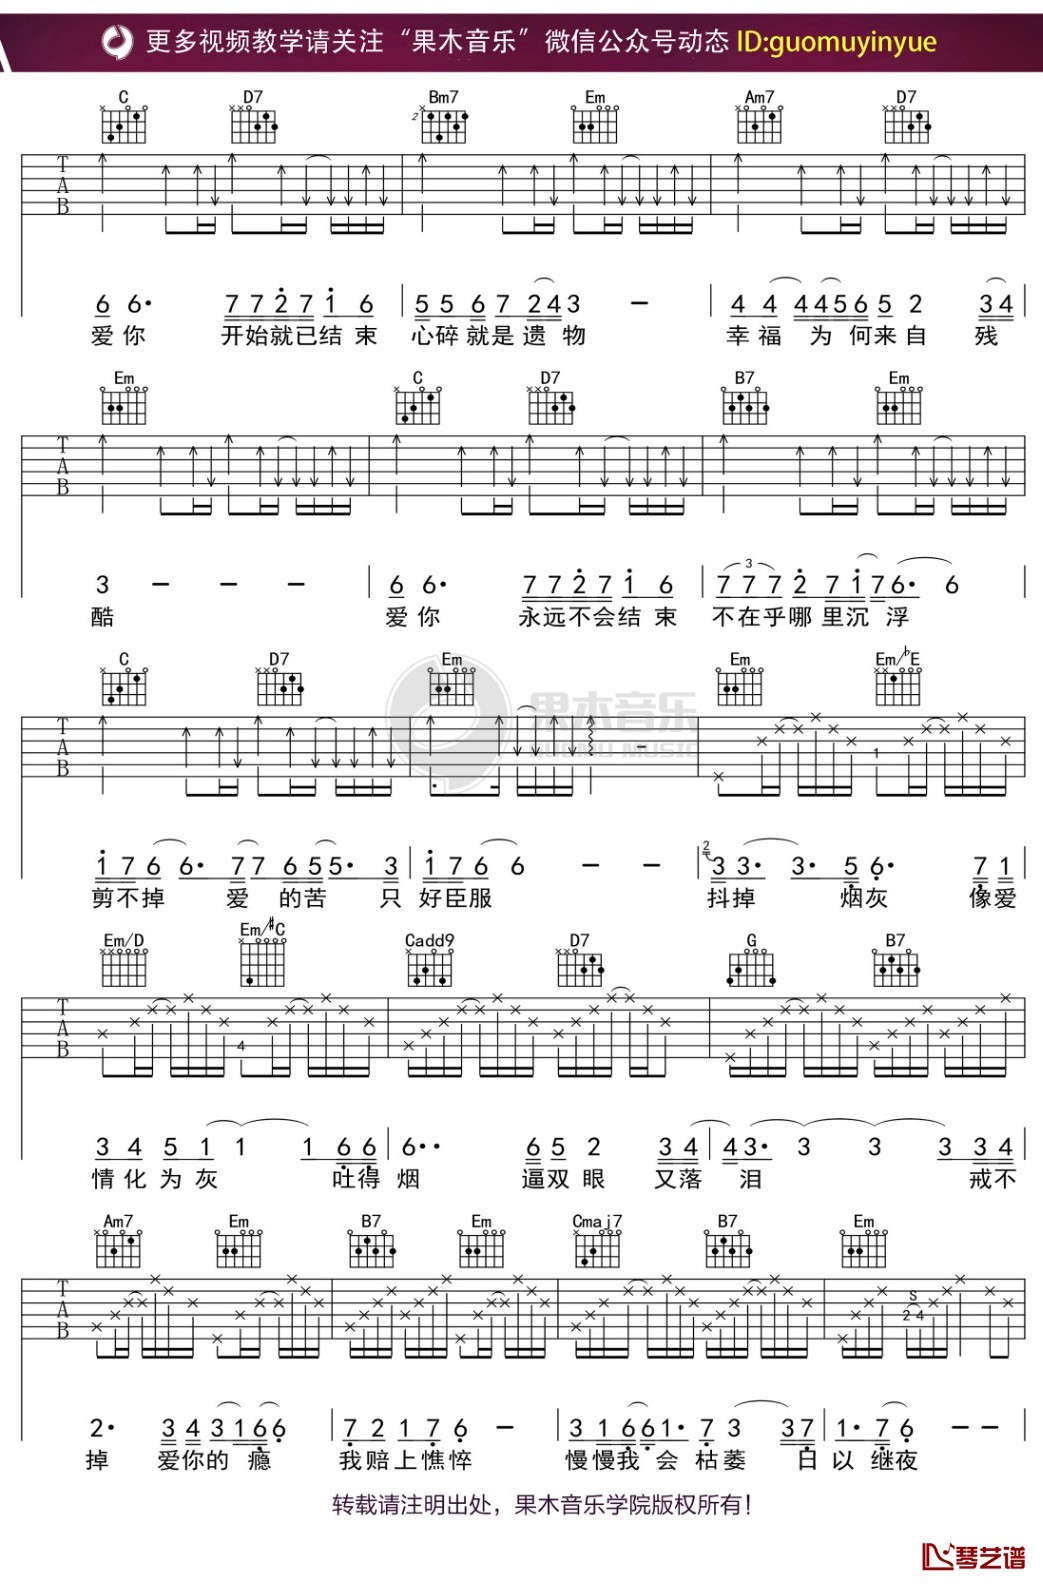 更多视频教学请关注“果木音乐”微信公众号动态 ID:guomuyinyue
C D7 Bm7 Em Am7 D7
2
T
A
B
6 6· 7 7 2 7 1 6 5 5 6 7 2 4 3 - 4 4 4 4 5 6 5 2 3 4
爱你 开始就已结束 心碎就是遗物 幸福 为何来自 残
Em C D7 B7 Em
T
A
B
3 - - - 6 6· 7 7 2 7 1 6 3 7 7 7 2 7 1 7 6· 6
酷 爱你 永远不会结束 不在乎哪里沉浮
C D7 Em Em Em/♭E
果木音乐
GUOMU MUSIC
T
A
B
1
1 7 6 6· 7 7 6 5 5· 3 1 7 6 6 - - 2 3 3· 3· 5 6· 7 1
剪不掉 爱 的苦 只 好臣服 抖掉 烟灰 像爱
Em/D Em/#C Cadd9 D7 G B7
T
A
B
4
3 4 5 1 1 1 6 6 6·· 6 5 2 3 4 4 3· 3 3 3 3 4
情化为灰 吐得 烟 逼双眼 又落 泪 戒不
Am7 Em B7 Em Cmaj7 B7 Em
T
A
B
S
2 4
2· 3 4 3 1 6 6 7 2 1 7 6 - 3 1 6 6 1· 7 3 3 7 1· 7 6 - -
掉 爱你的瘾 我赔上憔悴 慢慢我会枯萎 日以继夜
转载请注明出处，果木音乐学院版权所有！
琴艺谱